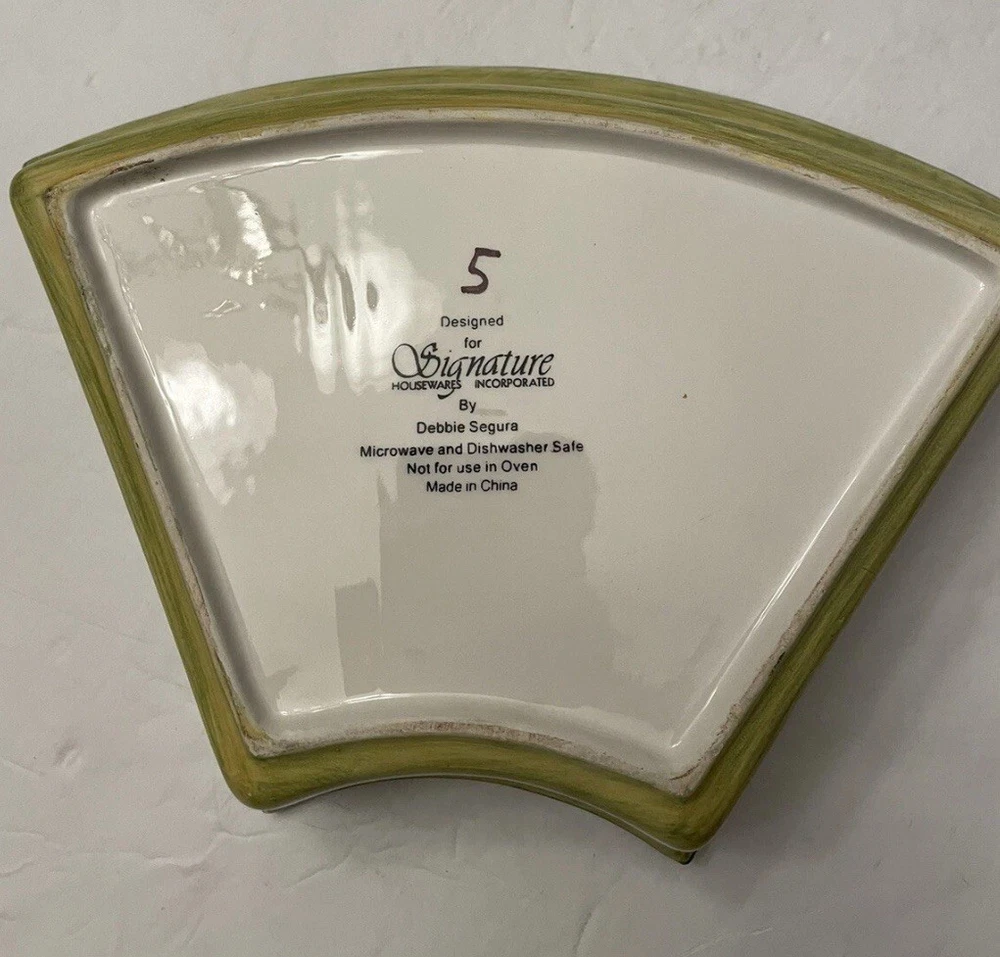 5
Designed
for
Signature
HOUSEWARES INCORPORATED
By
Debbie Segura
Microwave and Dishwasher Safe
Not for use in Oven
Made in China